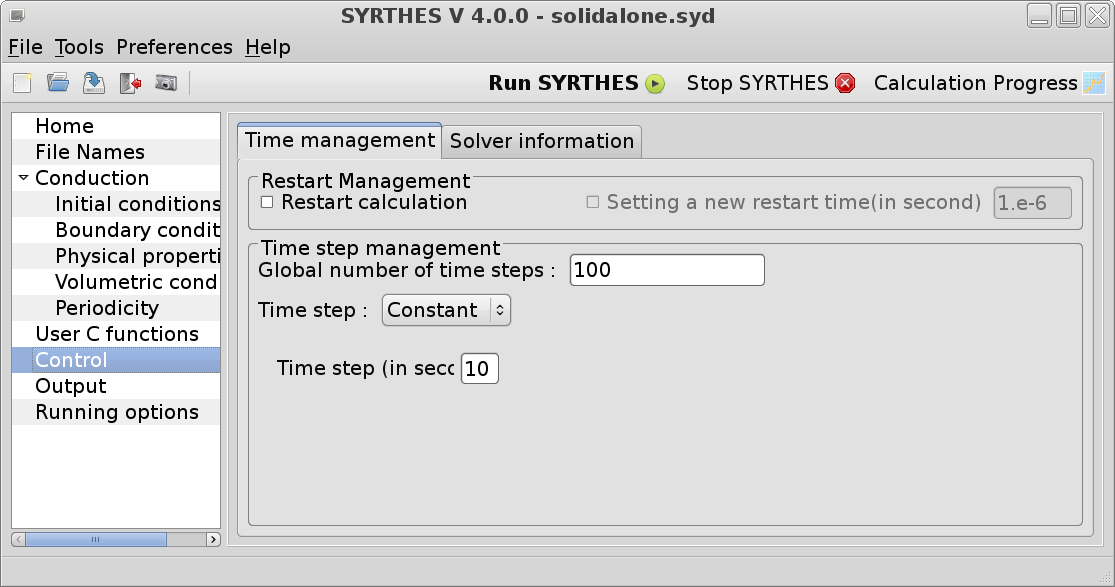 SYRTHES V 4.0.0 - solidalone.syd
File Tools Preferences Help
Run SYRTHES Stop SYRTHES Calculation Progress
Home
File Names
Conduction
Initial conditions
Boundary condit
Physical properti
Volumetric cond
Periodicity
User C functions
Control
Output
Running options
Time management Solver information
Restart Management
Restart calculation Setting a new restart time(in second) 1.e-6
Time step management
Global number of time steps : 100
Time step : Constant
Time step (in sec 10